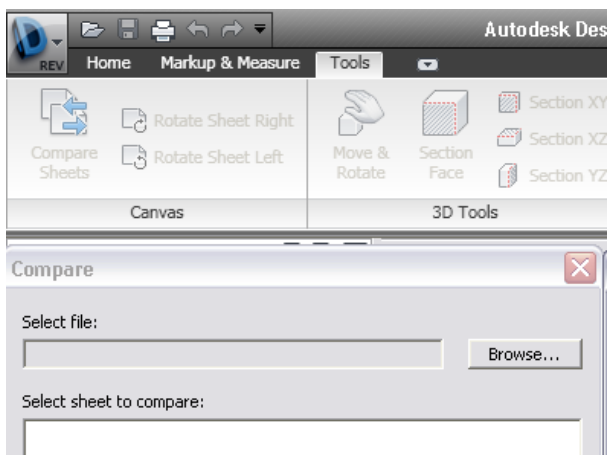 Autodesk Des
REV Home Markup & Measure Tools
Compare Sheets
Rotate Sheet Right
Rotate Sheet Left
Move & Rotate
Section Face
Section XY
Section XZ
Section YZ
Canvas
3D Tools
Compare
Select file:
Browse...
Select sheet to compare: